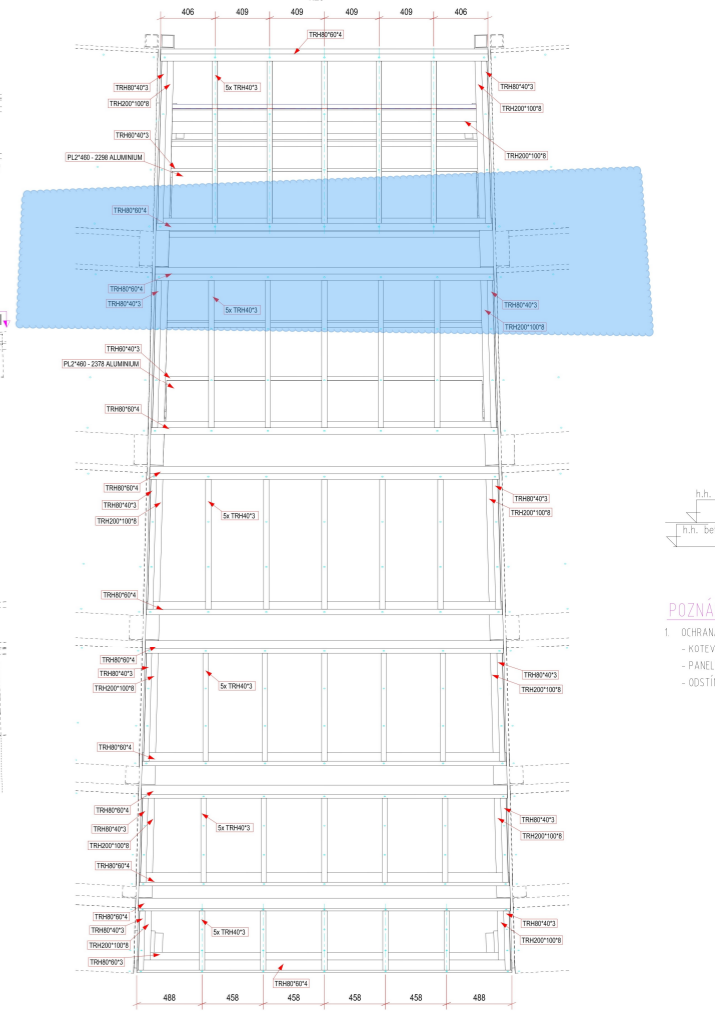 406 409 409 409 409 406
TRH80*60*4
TRH80*40*3
5x TRH40*3
TRH80*40*3
TRH200*100*8
TRH200*100*8
TRH60*40*3
TRH200*100*8
PL2*460 - 2298 ALUMINIUM
TRH80*60*4
TRH80*60*4
TRH80*40*3
5x TRH40*3
TRH80*40*3
TRH200*100*8
TRH60*40*3
PL2*460 - 2378 ALUMINIUM
TRH80*60*4
TRH80*60*4
TRH80*40*3
TRH80*40*3
TRH200*100*8
5x TRH40*3
TRH200*100*8
h.h.
h.h. be
TRH80*60*4
POZNÁ
1. OCHRAN
- KOTEV
- PANEL
- ODSTÍ
TRH80*60*4
TRH80*40*3
TRH80*40*3
TRH200*100*8
5x TRH40*3
TRH200*100*8
TRH80*60*4
TRH80*60*4
TRH80*40*3
5x TRH40*3
TRH80*40*3
TRH200*100*8
TRH200*100*8
TRH80*60*4
TRH80*60*4
TRH80*40*3
5x TRH40*3
TRH80*40*3
TRH200*100*8
TRH200*100*8
TRH80*60*3
TRH80*60*4
488 458 458 458 458 488